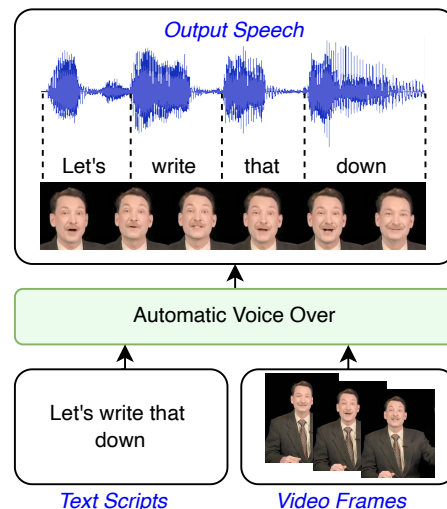 Output Speech
Let's write that down
Automatic Voice Over
Let's write that
down
Text Scripts Video Frames